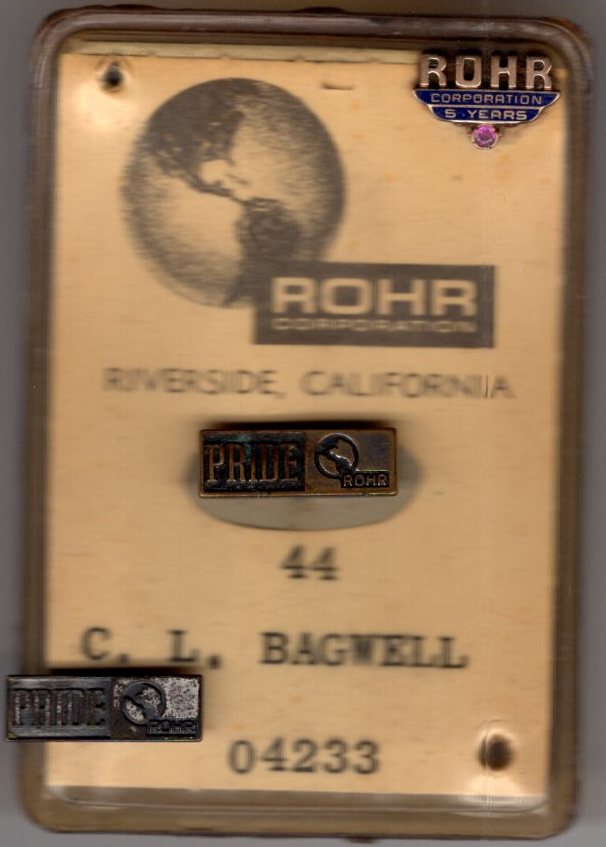 ROHR
CORPORATION
5 YEARS
ROHR
CORPORATION
RIVERSIDE, CALIFORNIA
PRIDE ROHR
44
C. L. BAGWELL
PRIDE ROHR
04233